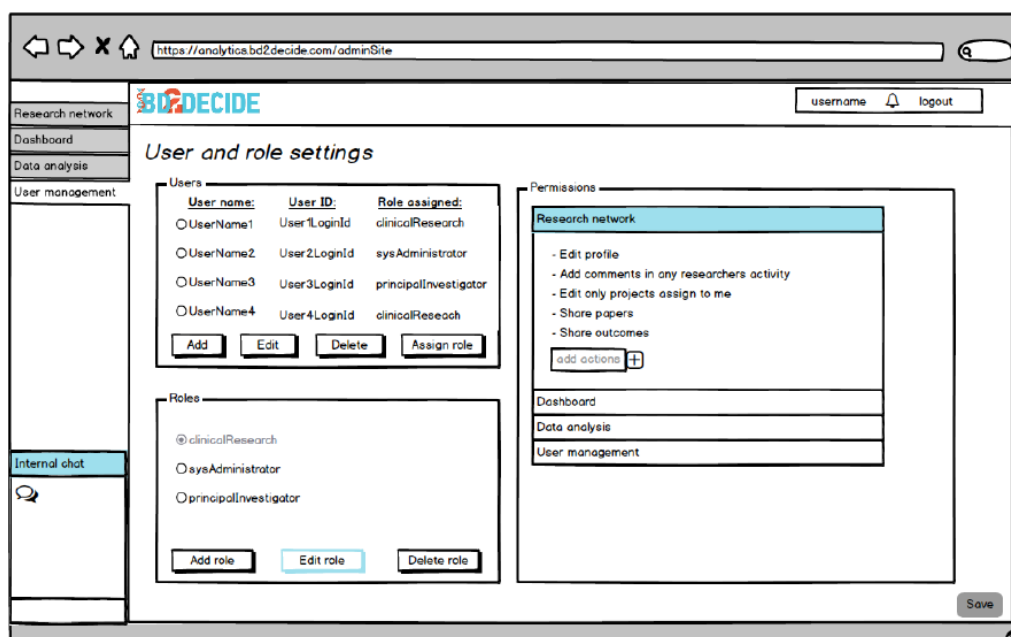 https://analytics.bd2decide.com/adminSite
BD2DECIDE
username logout
Research network
Dashboard
Data analysis
User management
User and role settings
Users
User name: User ID: Role assigned:
UserName1 User1LoginId clinicalResearch
UserName2 User2LoginId sysAdministrator
UserName3 User3LoginId principalInvestigator
UserName4 User4LoginId clinicalReseach
Add Edit Delete Assign role
Roles
clinicalResearch
sysAdministrator
principalInvestigator
Add role Edit role Delete role
Permissions
Research network
- Edit profile
- Add comments in any researchers activity
- Edit only projects assign to me
- Share papers
- Share outcomes
add actions
Dashboard
Data analysis
User management
Internal chat
Save